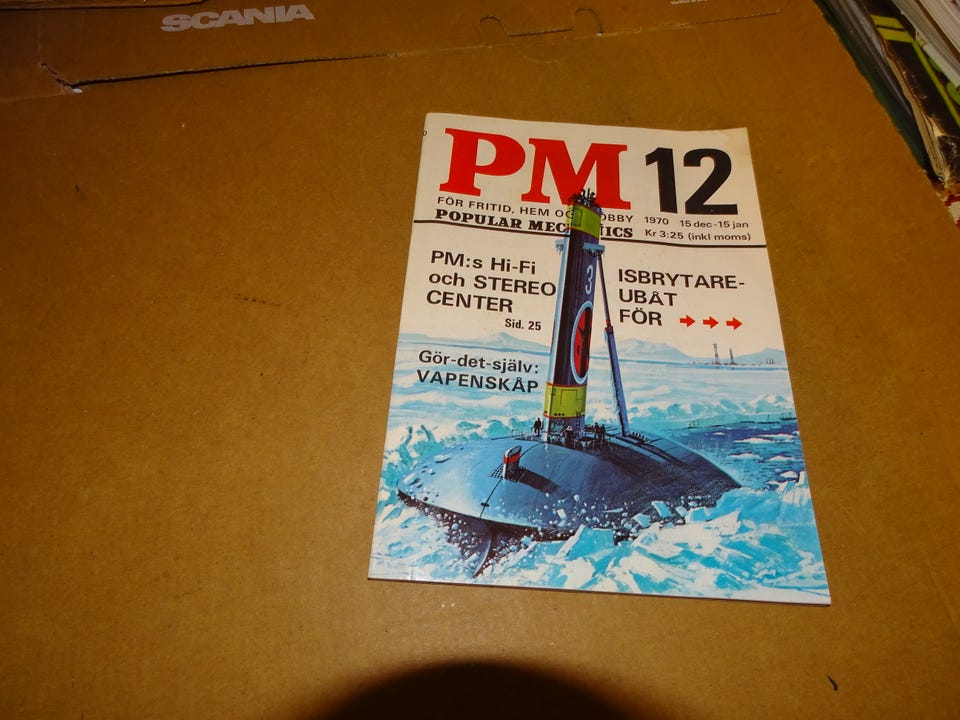 SCANIA
PM 12
FÖR FRITID, HEM OCH HOBBY
POPULAR MECHANICS
1970 15 dec-15 jan
Kr 3:25 (inkl moms)
PM:s Hi-Fi
och STEREO
CENTER
Sid. 25
ISBRYTARE-
UBÅT
FÖR
Gör-det-själv:
VAPENSKÅP
3